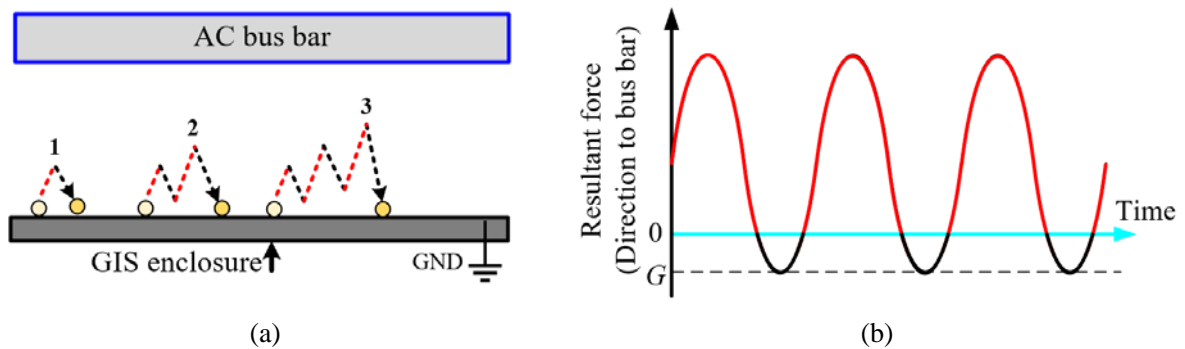 AC bus bar
1
2
3
GIS enclosure
GND
(a)
Resultant force
(Direction to bus bar)
0
G
Time
(b)